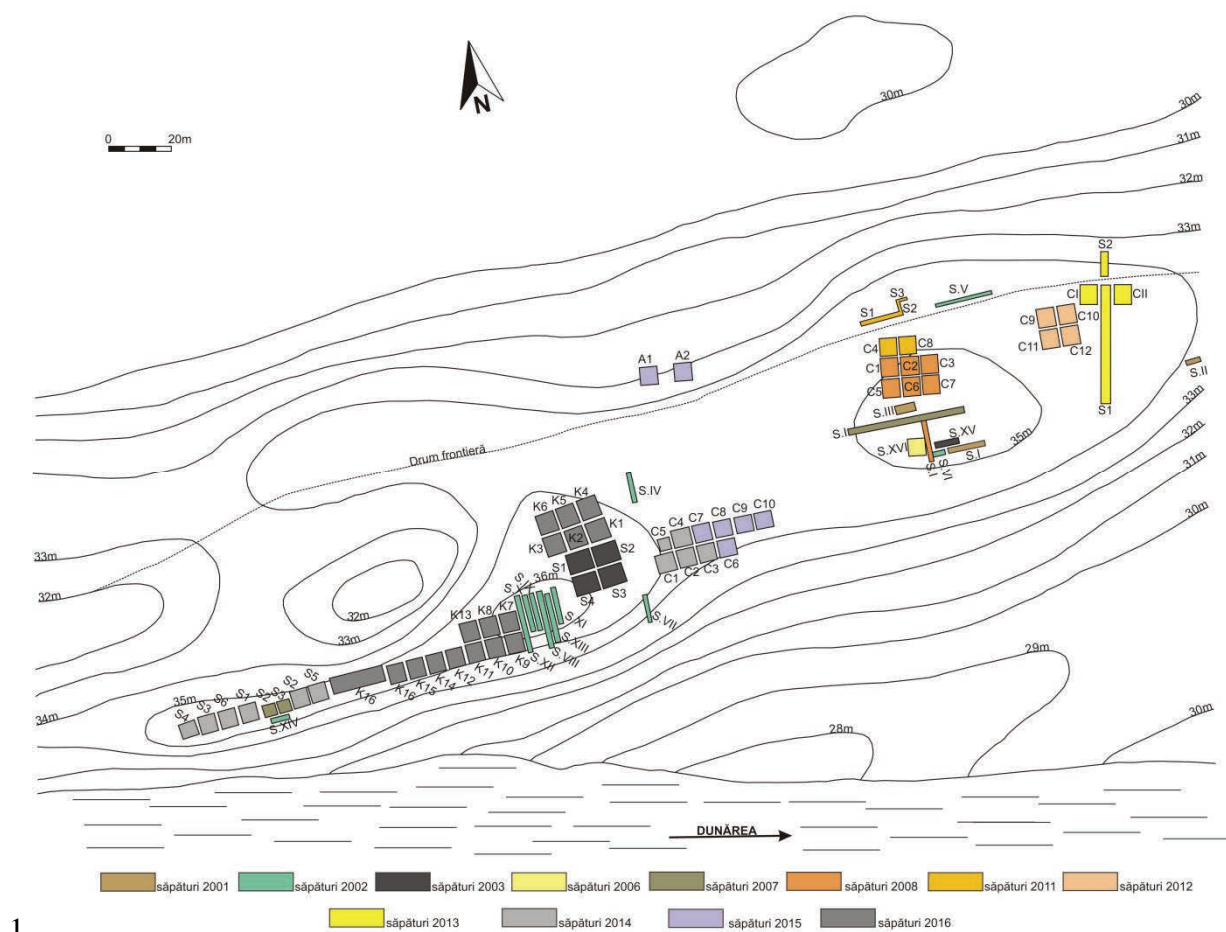 30m
30m
31m
32m
33m
N
0 20m
S2
S3
S.V
S1
S2
CI
CII
C9
C10
C11
C12
C4
C8
A1
A2
C1
C2
C3
C5
C6
C7
S.II
S1
33m
S.III
S.I
S.XV
35m
32m
S.XVI
S.I
S.I
S.VI
31m
Drum frontieră
30m
S.IV
K4
K5
K6
K1
K2
K3
C10
C9
C8
C7
C4
C5
S2
C6
C3
C2
C1
33m
S1
36m
S3
S4
32m
32m
S.IX
S.XI
S.VII
K7
K8
K13
33m
S.XIII
S.VIII
S.XII
K9
K10
K11
K12
K14
K15
K16
K16
29m
S5
S2
S3
S2
35m
S1
S6
S3
S4
S.XIV
34m
30m
28m
DUNĂREA
săpături 2001 săpături 2002 săpături 2003 săpături 2006 săpături 2007 săpături 2008 săpături 2011 săpături 2012
săpături 2013 săpături 2014 săpături 2015 săpături 2016
1